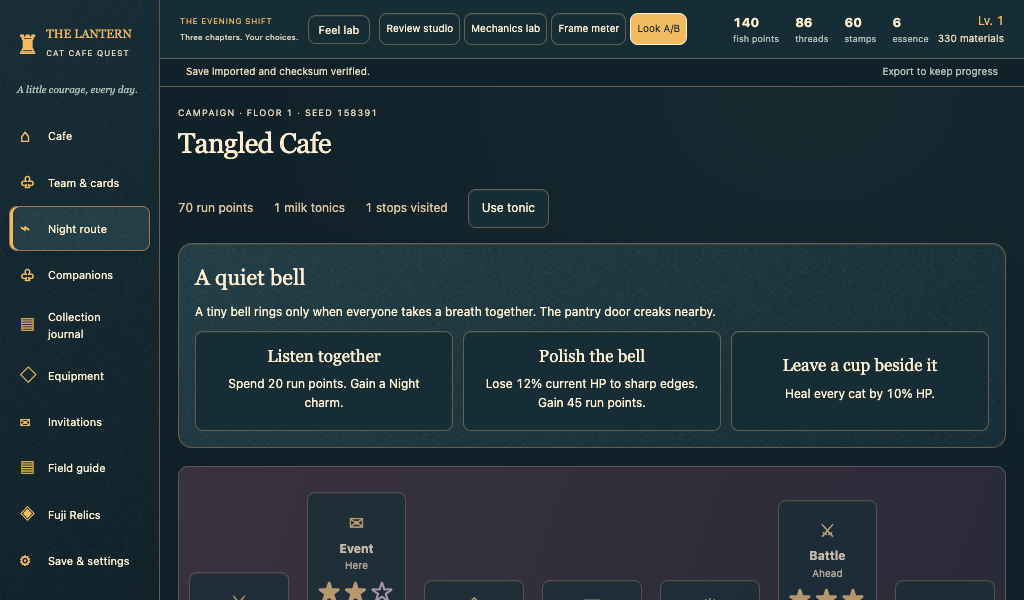 THE LANTERN
CAT CAFE QUEST
A little courage, every day.
Cafe
Team & cards
Night route
Companions
Collection
journal
Equipment
Invitations
Field guide
Fuji Relics
Save & settings
THE EVENING SHIFT
Three chapters. Your choices.
Feel lab
Review studio
Mechanics lab
Frame meter
Look A/B
140
fish points
86
threads
60
stamps
6
essence
Lv. 1
330 materials
Save imported and checksum verified.
Export to keep progress
CAMPAIGN · FLOOR 1 · SEED 158391
Tangled Cafe
70 run points
1 milk tonics
1 stops visited
Use tonic
A quiet bell
A tiny bell rings only when everyone takes a breath together. The pantry door creaks nearby.
Listen together
Spend 20 run points. Gain a Night
charm.
Polish the bell
Lose 12% current HP to sharp edges.
Gain 45 run points.
Leave a cup beside it
Heal every cat by 10% HP.
Event
Here
Battle
Ahead